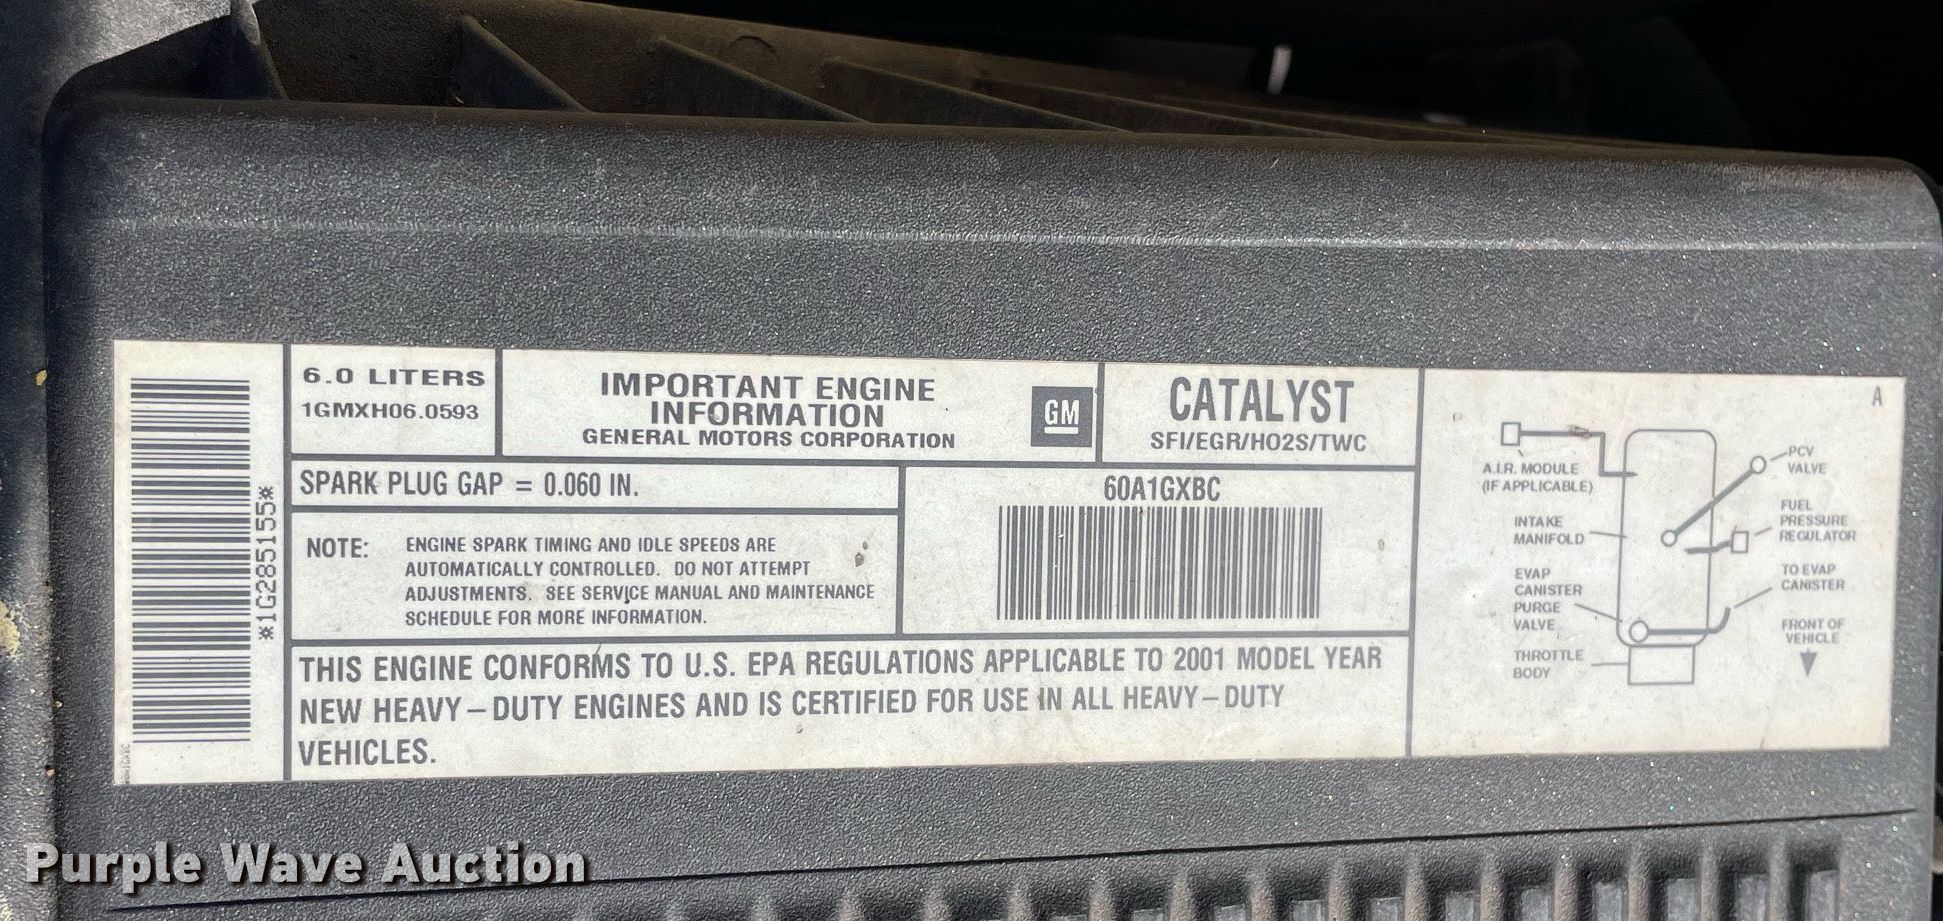 *1G2851S5*
6.0 LITERS
1GMXH06.0593
IMPORTANT ENGINE
INFORMATION
GENERAL MOTORS CORPORATION
GM
CATALYST
SFI/EGR/HO2S/TWC
SPARK PLUG GAP = 0.060 IN.
60A1GXBC
NOTE: ENGINE SPARK TIMING AND IDLE SPEEDS ARE
AUTOMATICALLY CONTROLLED. DO NOT ATTEMPT
ADJUSTMENTS. SEE SERVICE MANUAL AND MAINTENANCE
SCHEDULE FOR MORE INFORMATION.
THIS ENGINE CONFORMS TO U.S. EPA REGULATIONS APPLICABLE TO 2001 MODEL YEAR
NEW HEAVY–DUTY ENGINES AND IS CERTIFIED FOR USE IN ALL HEAVY–DUTY
VEHICLES.
A
A.I.R. MODULE
(IF APPLICABLE)
INTAKE
MANIFOLD
EVAP
CANISTER
PURGE
VALVE
THROTTLE
BODY
PCV
VALVE
FUEL
PRESSURE
REGULATOR
TO EVAP
CANISTER
FRONT OF
VEHICLE
Purple Wave Auction